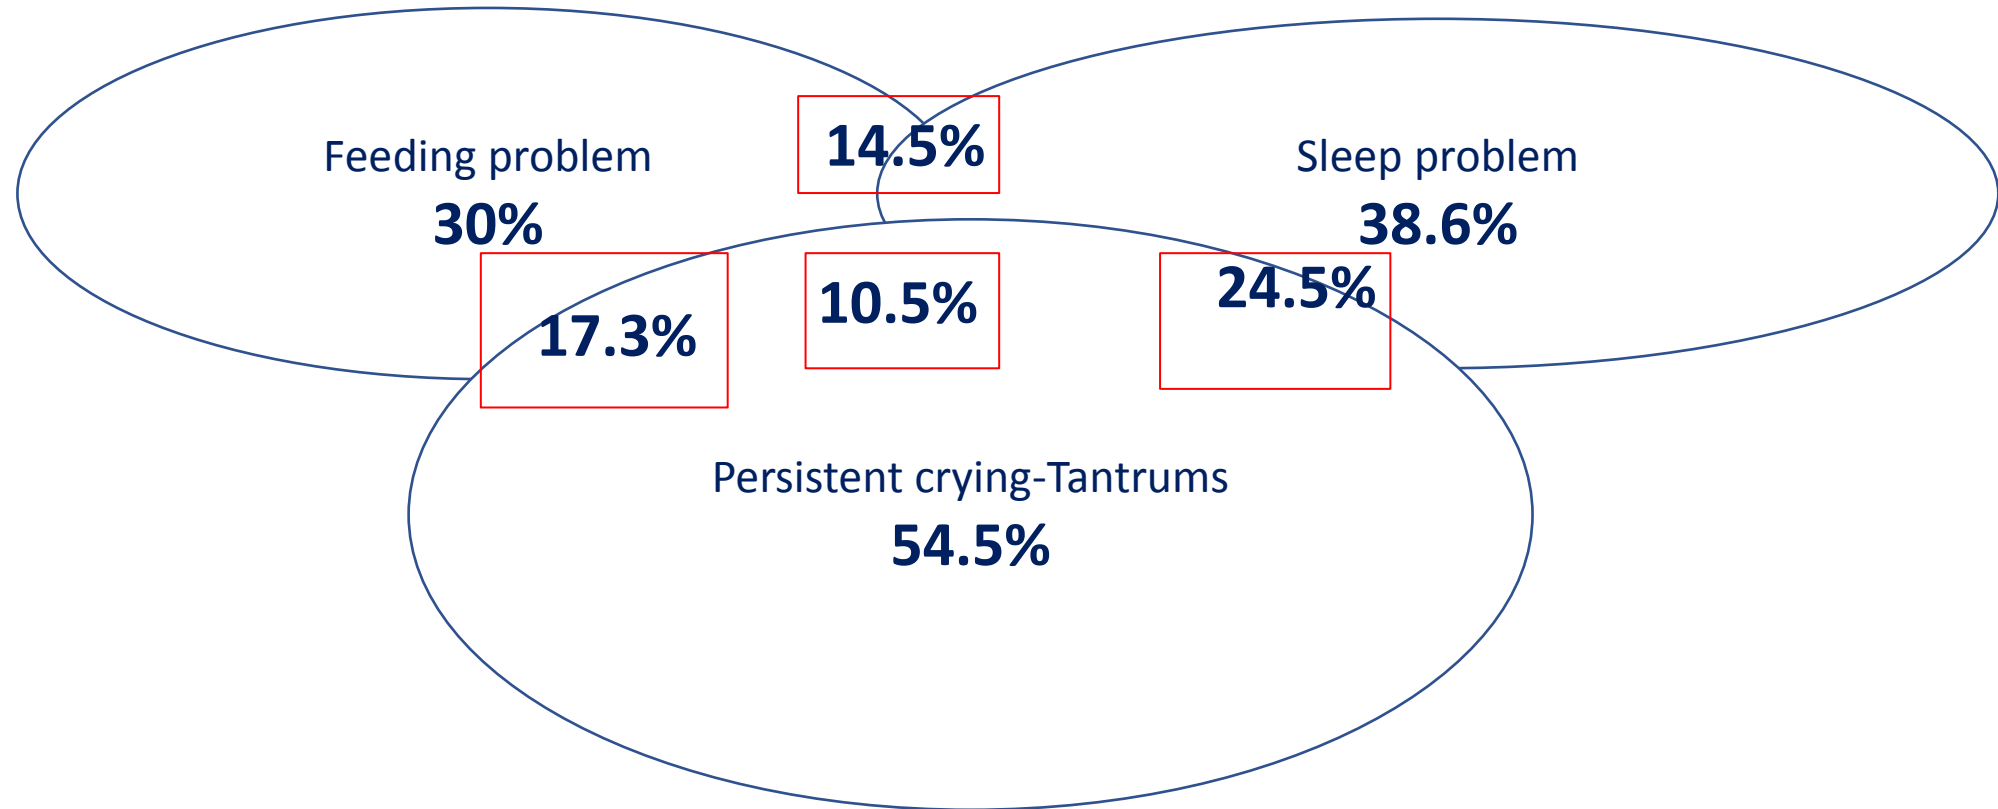 Feeding problem
30%
14.5%
Sleep problem
38.6%
17.3%
10.5%
24.5%
Persistent crying-Tantrums
54.5%